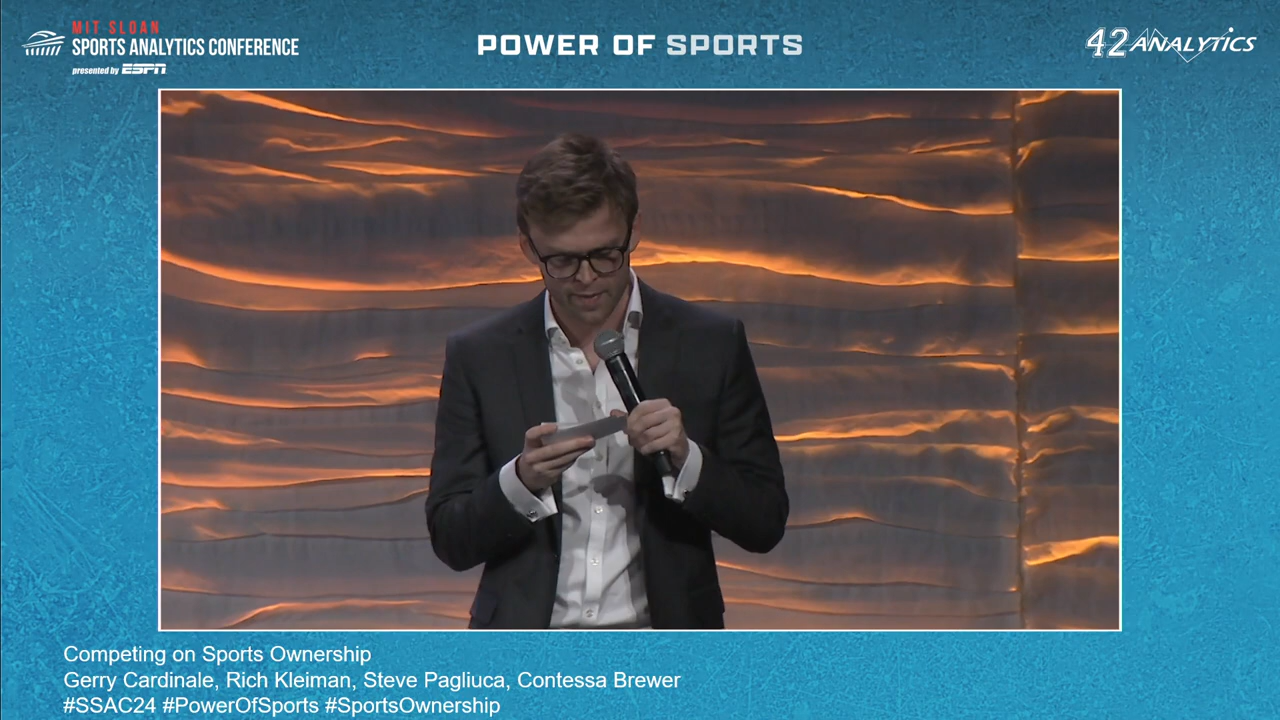 MIT SLOAN
SPORTS ANALYTICS CONFERENCE
presented by ESPN
POWER OF SPORTS
42 ANALYTICS
Competing on Sports Ownership
Gerry Cardinale, Rich Kleiman, Steve Pagliuca, Contessa Brewer
#SSAC24 #PowerOfSports #SportsOwnership